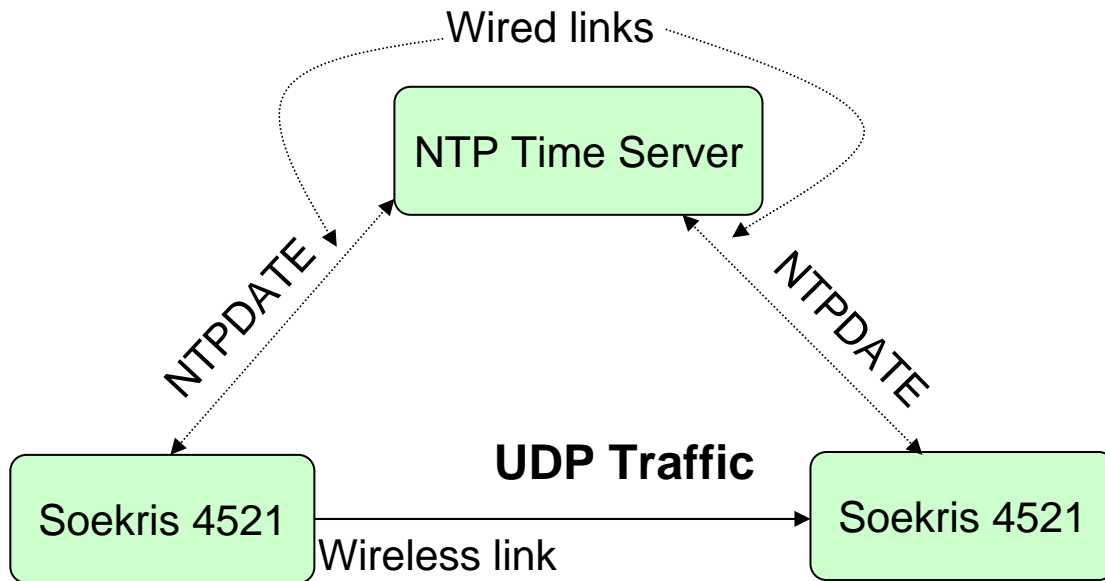 Wired links
NTP Time Server
NTPDATE
NTPDATE
UDP Traffic
Soekris 4521
Soekris 4521
Wireless link